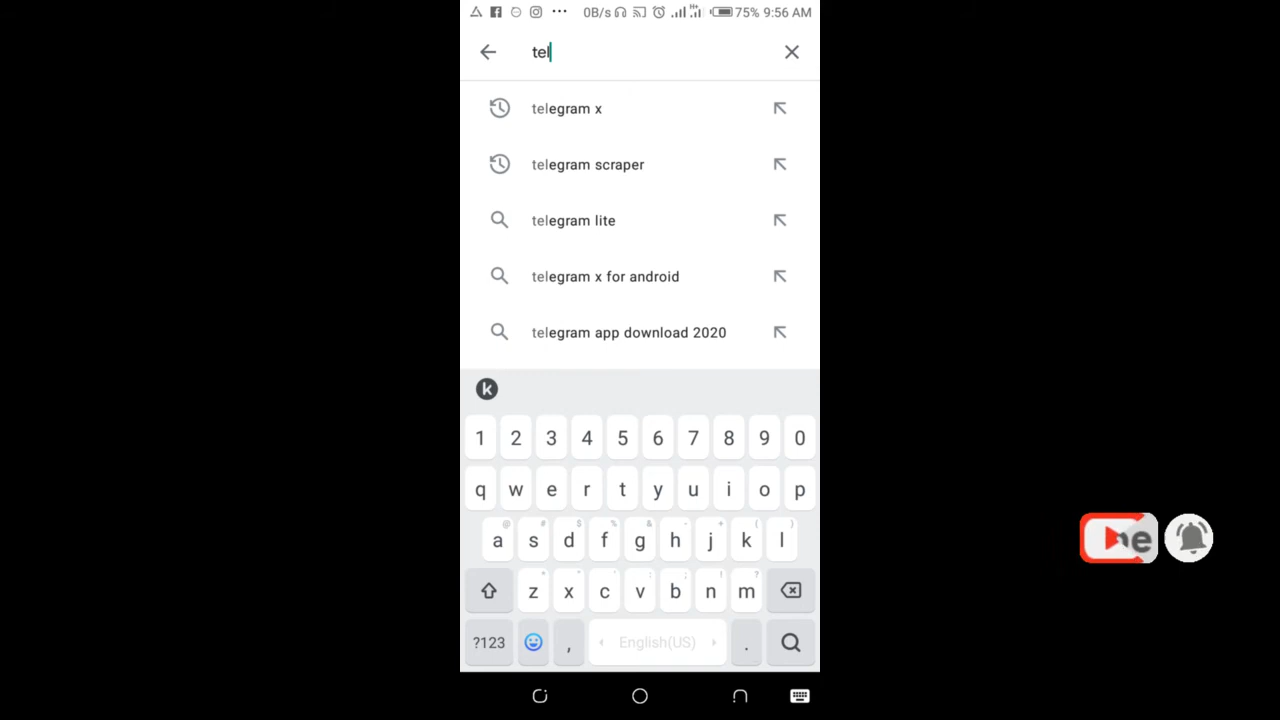 0B/s 75% 9:56 AM
tel
telegram x
telegram scraper
telegram lite
telegram x for android
telegram app download 2020
k
1 2 3 4 5 6 7 8 9 0
q w e r t y u i o p
@ # $ % & - + ( )
a s d f g h j k l
z x c v b n m
?123 , English(US) .